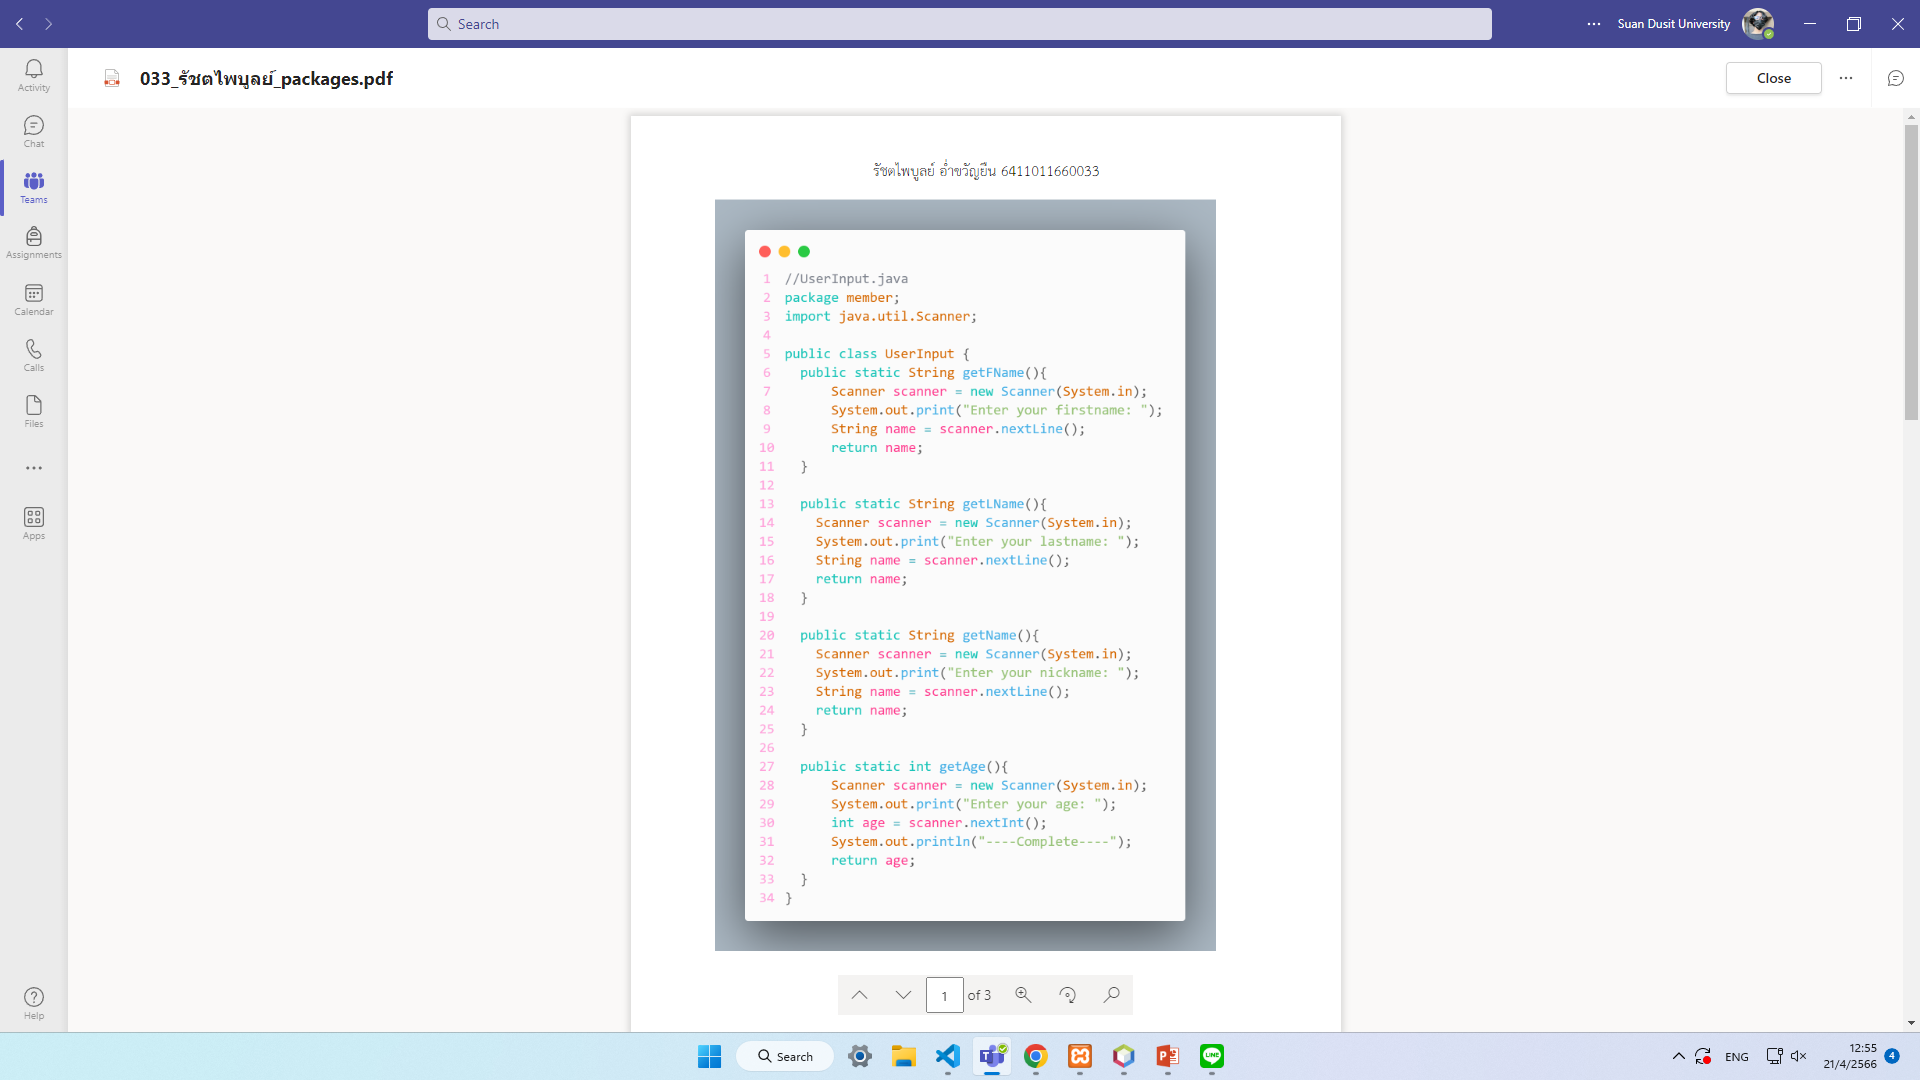 Search
Suan Dusit University
Activity
Chat
Teams
Assignments
Calendar
Calls
Files
Apps
Help
033_รัชตไพบูลย์_packages.pdf
Close
รัชตไพบูลย์ อ่ำขวัญยืน 6411011660033
1 //UserInput.java
2 package member;
3 import java.util.Scanner;
4
5 public class UserInput {
6 public static String getFName(){
7 Scanner scanner = new Scanner(System.in);
8 System.out.print("Enter your firstname: ");
9 String name = scanner.nextLine();
10 return name;
11 }
12
13 public static String getLName(){
14 Scanner scanner = new Scanner(System.in);
15 System.out.print("Enter your lastname: ");
16 String name = scanner.nextLine();
17 return name;
18 }
19
20 public static String getName(){
21 Scanner scanner = new Scanner(System.in);
22 System.out.print("Enter your nickname: ");
23 String name = scanner.nextLine();
24 return name;
25 }
26
27 public static int getAge(){
28 Scanner scanner = new Scanner(System.in);
29 System.out.print("Enter your age: ");
30 int age = scanner.nextInt();
31 System.out.println("----Complete----");
32 return age;
33 }
34 }
1 of 3
Search
ENG
12:55
21/4/2566
4